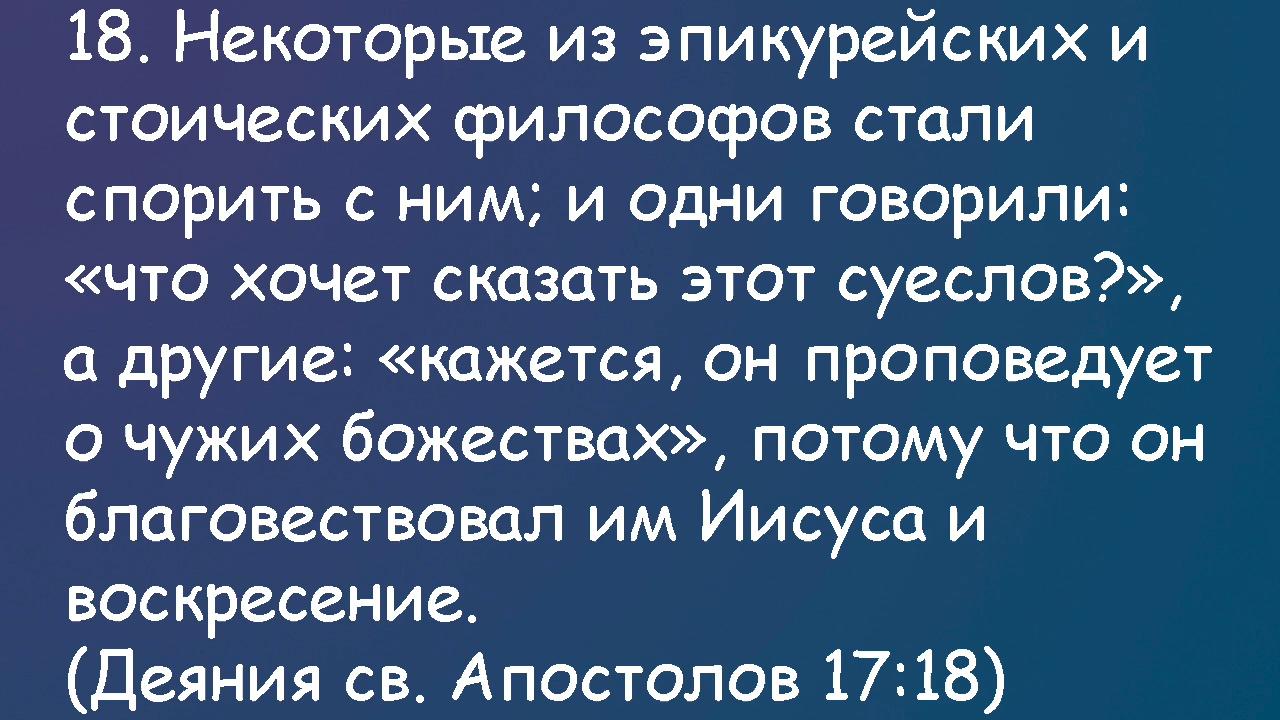 18. Некоторые из эпикурейских и
стоических философов стали
спорить с ним; и одни говорили:
«что хочет сказать этот суеслов?»,
а другие: «кажется, он проповедует
о чужих божествах», потому что он
благовествовал им Иисуса и
воскресение.
(Деяния св. Апостолов 17:18)